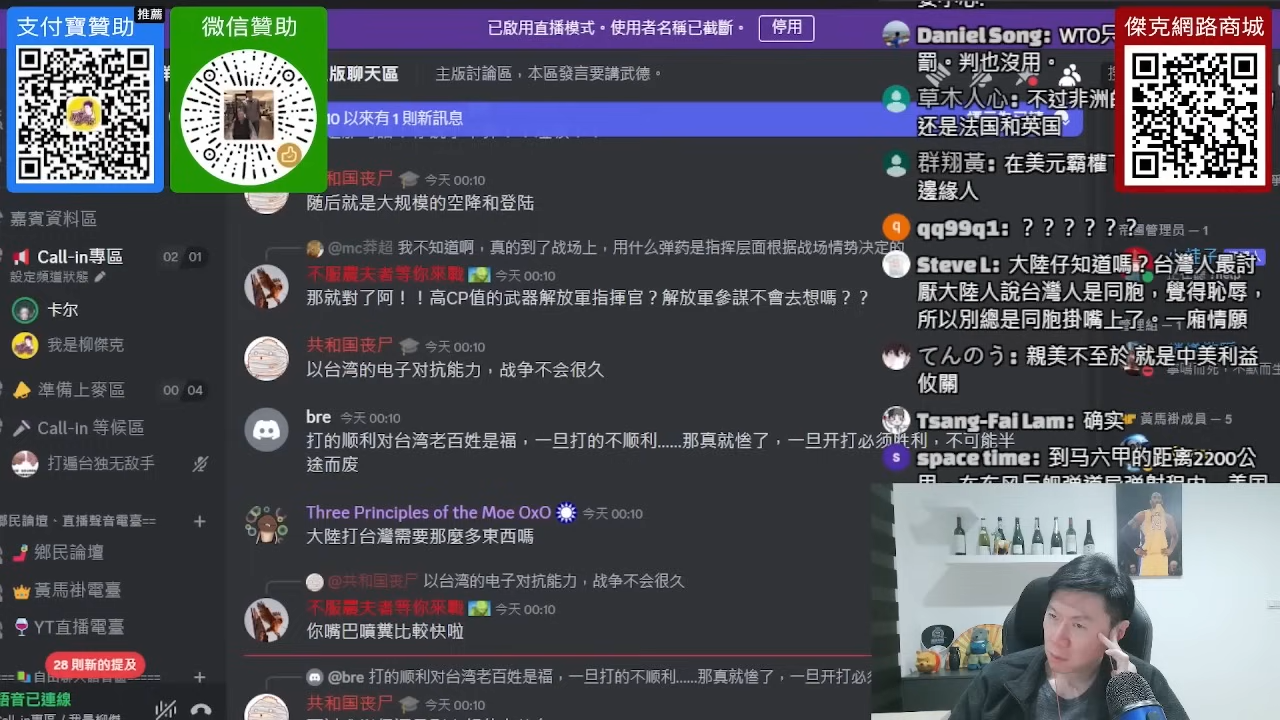 支付寶贊助
推薦
微信贊助
已啟用直播模式。使用者名稱已截斷。
停用
版聊天區
主版討論區，本區發言要講武德。
10 以來有 1 則新訊息
傑克網路商城
嘉賓資料區
Call-in專區
02 01
設定頻道狀態
卡尔
我是柳傑克
準備上麥區
00 04
Call-in 等候區
打遍台独无敌手
鄉民論壇、直播聲音電臺==
鄉民論壇
黃馬褂電臺
YT直播電臺
28 則新的提及
語音已連線
和国丧尸 今天 00:10
随后就是大规模的空降和登陆
@mc莽超 我不知道啊，真的到了战场上，用什么弹药是指挥层面根据战场情势决定的
不服農夫者等你來戰 今天 00:10
那就對了阿！！高CP值的武器解放軍指揮官？解放軍參謀不會去想嗎？？
共和国丧尸 今天 00:10
以台湾的电子对抗能力，战争不会很久
bre 今天 00:10
打的顺利对台湾老百姓是福，一旦打的不顺利......那真就惨了，一旦开打必须胜利，不可能半
途而废
Three Principles of the Moe OxO 今天 00:10
大陸打台灣需要那麼多東西嗎
@共和国丧尸 以台湾的电子对抗能力，战争不会很久
不服農夫者等你來戰 今天 00:10
你嘴巴噴糞比較快啦
@bre 打的顺利对台湾老百姓是福，一旦打的不顺利......那真就惨了，一旦开打必
共和国丧尸 今天 00:10
Daniel Song: WTO只
罰。判也沒用。
草木人心: 不过非洲
还是法国和英国
群翔黃: 在美元霸權下
邊緣人
qq99q1: ？？？？？？
Steve L: 大陸仔知道嗎？台灣人最討
厭大陸人說台灣人是同胞，覺得恥辱，
所以別總是同胞掛嘴上了。一廂情願
てんのう: 親美不至於 就是中美利益
攸關
Tsang-Fai Lam: 确实
space time: 到马六甲的距离2200公
管理员 — 1
黃馬褂成員 — 5